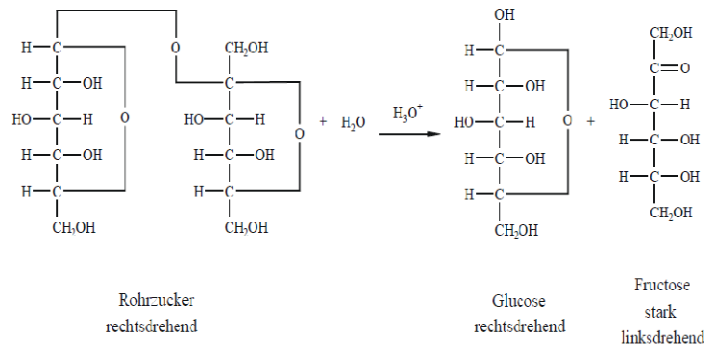 OH
O
CH2OH
CH2OH
H—C
H—C
C
H—C
C=O
H—C—OH
H—C—OH
HO—C—H
HO—C—H
O
HO—C—H
O
+ H2O
H3O+
HO—C—H
O
+
H—C—OH
H—C—OH
H—C—OH
H—C—OH
H—C
H—C
H—C
H—C—OH
CH2OH
CH2OH
CH2OH
CH2OH
Rohrzucker
rechtsdrehend
Glucose
rechtsdrehend
Fructose
stark
linksdrehend